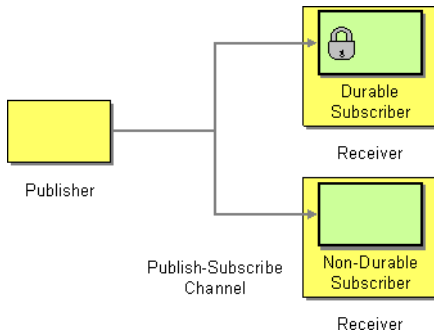 Durable
Subscriber
Receiver
Publisher
Publish-Subscribe
Channel
Non-Durable
Subscriber
Receiver